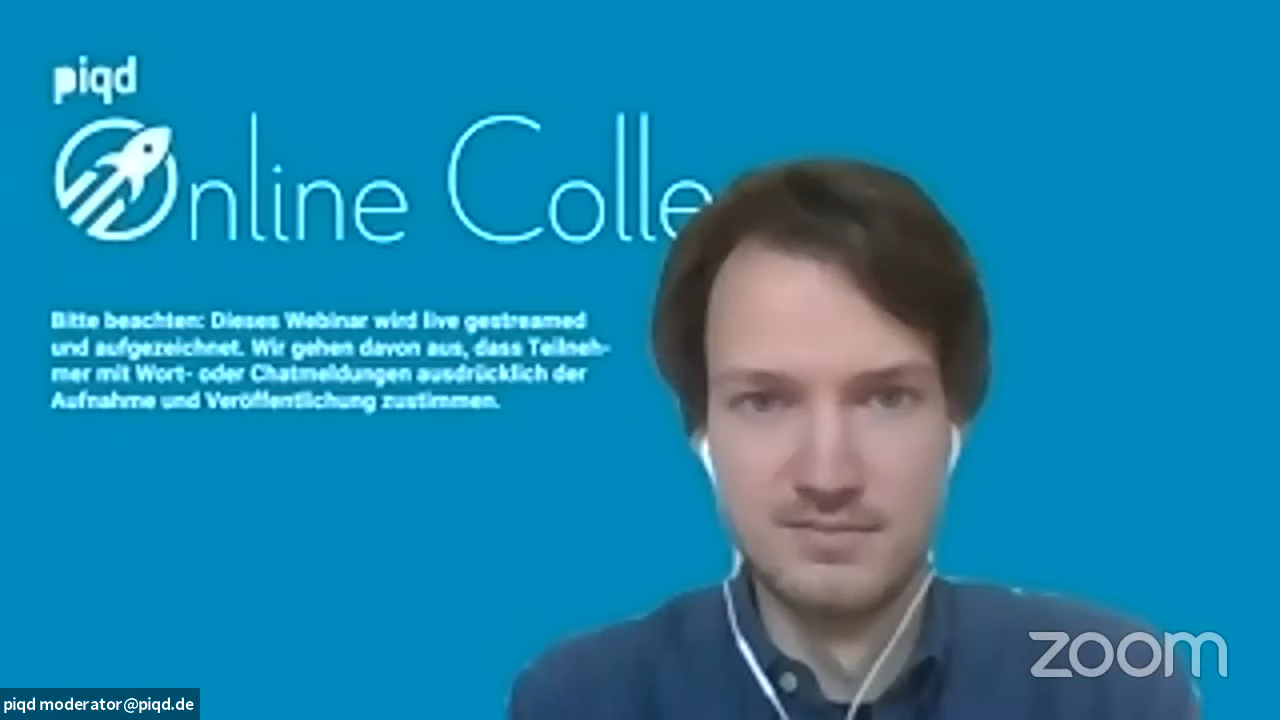 piqd
Online Colle
Bitte beachten: Dieses Webinar wird live gestreamed
und aufgezeichnet. Wir gehen davon aus, dass Teilneh-
mer mit Wort- oder Chatmeldungen ausdrücklich der
Aufnahme und Veröffentlichung zustimmen.
zoom
piqd moderator@piqd.de